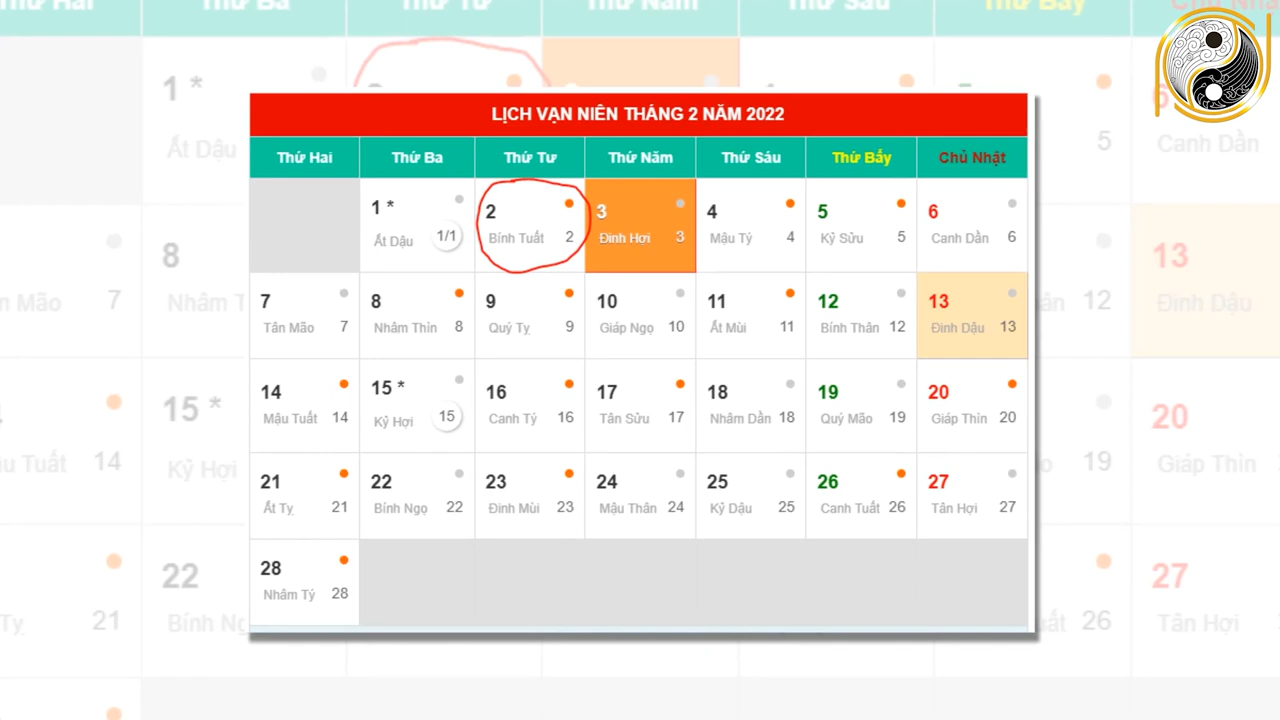 LỊCH VẠN NIÊN THÁNG 2 NĂM 2022
Thứ Hai Thứ Ba Thứ Tư Thứ Năm Thứ Sáu Thứ Bảy Chủ Nhật
1 * 2 3 4 5 6
Ất Dậu 1/1 Bính Tuất 2 Đinh Hợi 3 Mậu Tý 4 Kỷ Sửu 5 Canh Dần 6
7 8 9 10 11 12 13
Tân Mão 7 Nhâm Thìn 8 Quý Tỵ 9 Giáp Ngọ 10 Ất Mùi 11 Bính Thân 12 Đinh Dậu 13
14 15 * 16 17 18 19 20
Mậu Tuất 14 Kỷ Hợi 15 Canh Tý 16 Tân Sửu 17 Nhâm Dần 18 Quý Mão 19 Giáp Thìn 20
21 22 23 24 25 26 27
Ất Tỵ 21 Bính Ngọ 22 Đinh Mùi 23 Mậu Thân 24 Kỷ Dậu 25 Canh Tuất 26 Tân Hợi 27
28
Nhâm Tý 28